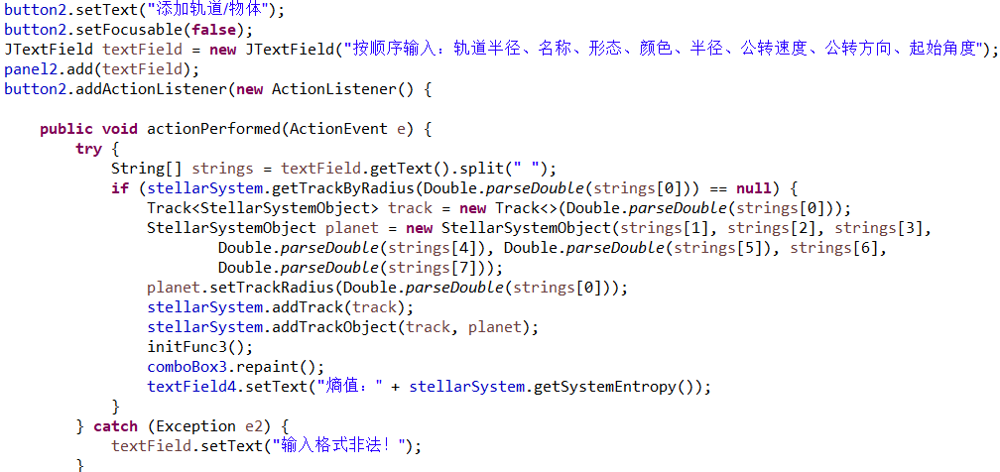 button2.setText("添加轨道/物体");
button2.setFocusable(false);
JTextField textField = new JTextField("按顺序输入：轨道半径、名称、形态、颜色、半径、公转速度、公转方向、起始角度");
panel2.add(textField);
button2.addActionListener(new ActionListener() {
public void actionPerformed(ActionEvent e) {
try {
String[] strings = textField.getText().split(" ");
if (stellarSystem.getTrackByRadius(Double.parseDouble(strings[0])) == null) {
Track<StellarSystemObject> track = new Track<>(Double.parseDouble(strings[0]));
StellarSystemObject planet = new StellarSystemObject(strings[1], strings[2], strings[3],
Double.parseDouble(strings[4]), Double.parseDouble(strings[5]), strings[6],
Double.parseDouble(strings[7]));
planet.setTrackRadius(Double.parseDouble(strings[0]));
stellarSystem.addTrack(track);
stellarSystem.addTrackObject(track, planet);
initFunc3();
comboBox3.repaint();
textField4.setText("熵值：" + stellarSystem.getSystemEntropy());
}
} catch (Exception e2) {
textField.setText("输入格式非法！");
}